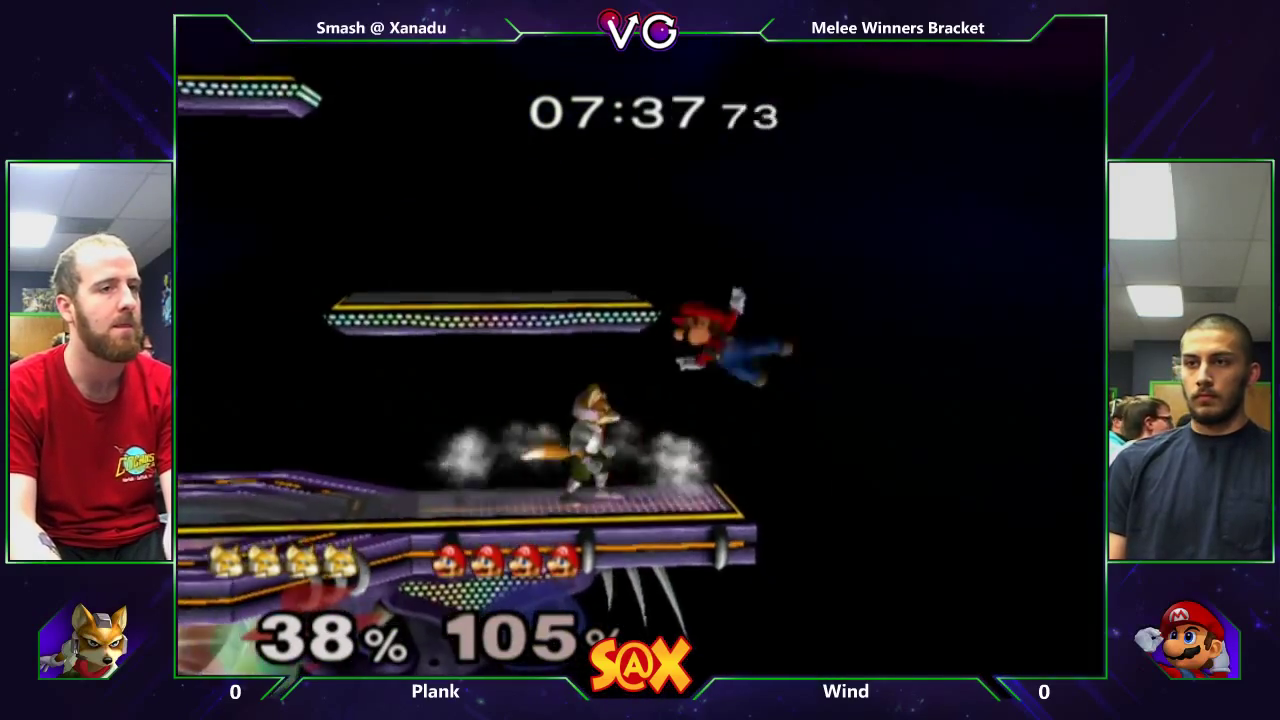 Smash @ Xanadu
VG
Melee Winners Bracket
07:37 73
38%
105%
S@X
0
Plank
Wind
0